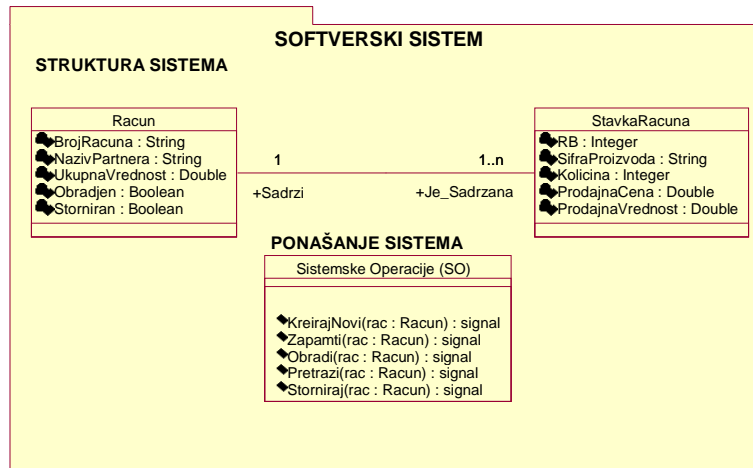 SOFTVERSKI SISTEM
STRUKTURA SISTEMA
Racun
BrojRacuna : String
NazivPartnera : String
UkupnaVrednost : Double
Obradjen : Boolean
Storniran : Boolean
1
+Sadrzi
1..n
+Je_Sadrzana
StavkaRacuna
RB : Integer
SifraProizvoda : String
Kolicina : Integer
ProdajnaCena : Double
ProdajnaVrednost : Double
PONAŠANJE SISTEMA
Sistemske Operacije (SO)
KreirajNovi(rac : Racun) : signal
Zapamti(rac : Racun) : signal
Obradi(rac : Racun) : signal
Pretrazi(rac : Racun) : signal
Storniraj(rac : Racun) : signal